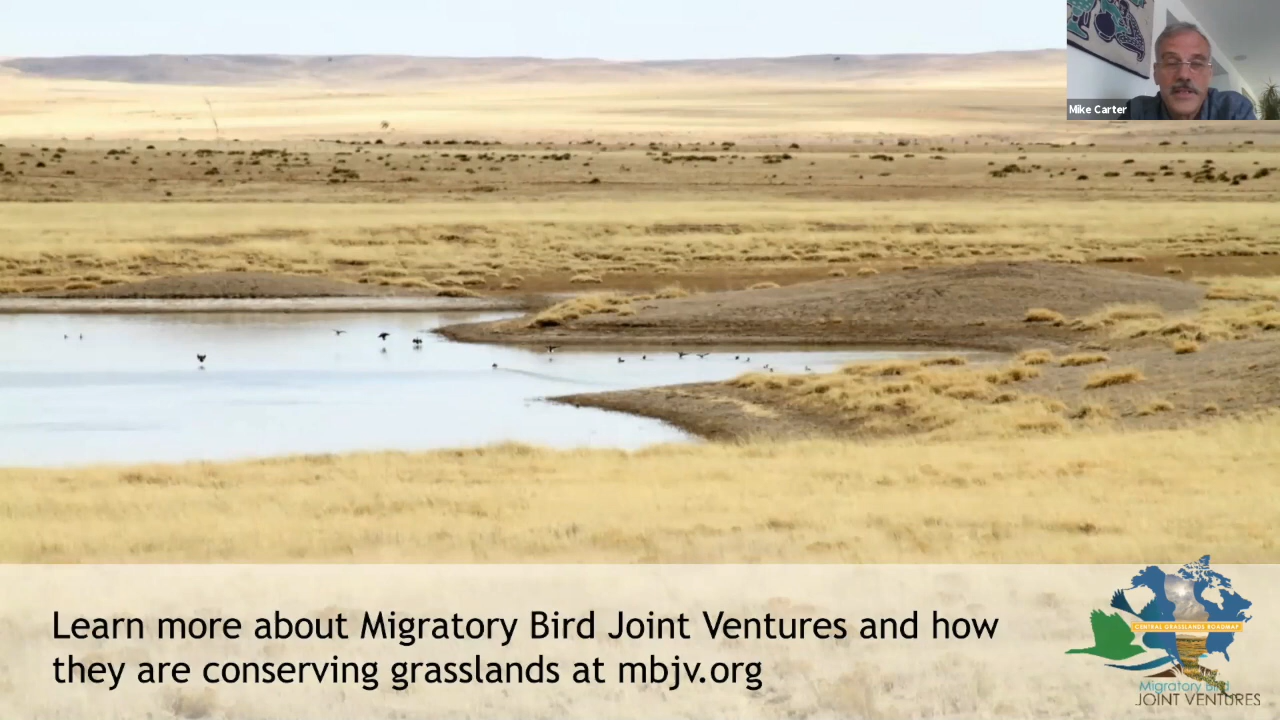 Mike Carter
Learn more about Migratory Bird Joint Ventures and how
they are conserving grasslands at mbjv.org
CENTRAL GRASSLANDS ROADMAP
Migratory Bird
JOINT VENTURES